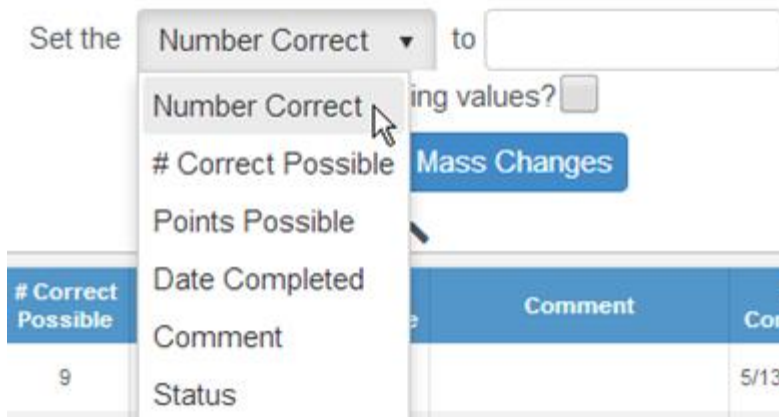 Set the Number Correct to
Number Correct
ing values?
# Correct Possible
Mass Changes
Points Possible
Date Completed
Comment
Status
# Correct
Possible
Comment
9
5/13